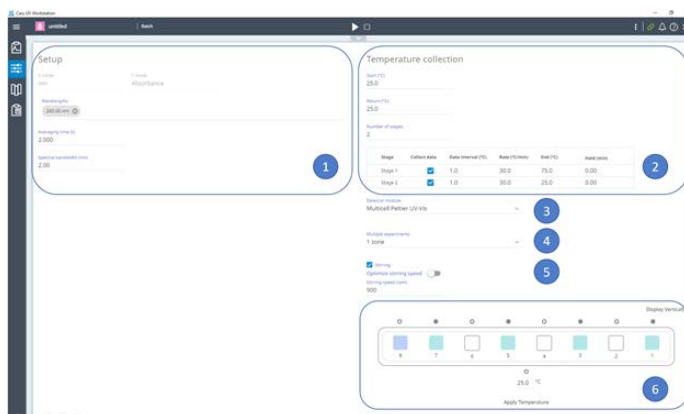 Cary UV Workstation
untitled
Batch
Setup
X mode
Y mode
Absorbance
Wavelengths
260.00 nm
Averaging time (s)
2.000
Spectral bandwidth (nm)
2.00
1
Temperature collection
Start (°C)
25.0
Return (°C)
25.0
Number of stages
2
Stage Collect data Data interval (°C) Rate (°C/min) End (°C) Hold (min)
Stage 1 1.0 30.0 75.0 0.00
Stage 2 1.0 30.0 25.0 0.00
2
Selector module
Multicell Peltier UV-Vis
3
Multiple experiments
1 zone
4
Stirring
Optimize stirring speed
5
Stirring speed (rpm)
900
Display Vertical
8 7 6 5 4 3 2 1
25.0 °C
6
Apply Temperature